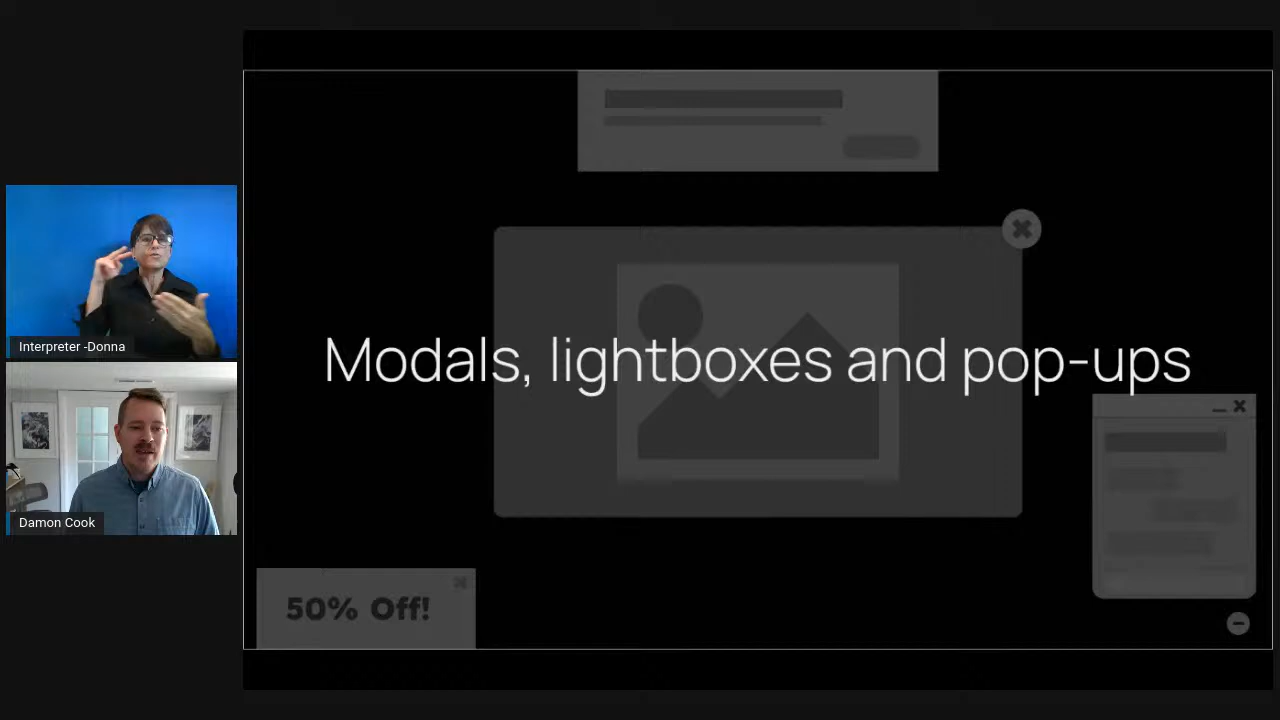 Interpreter -Donna
Damon Cook
Modals, lightboxes and pop-ups
50% Off!